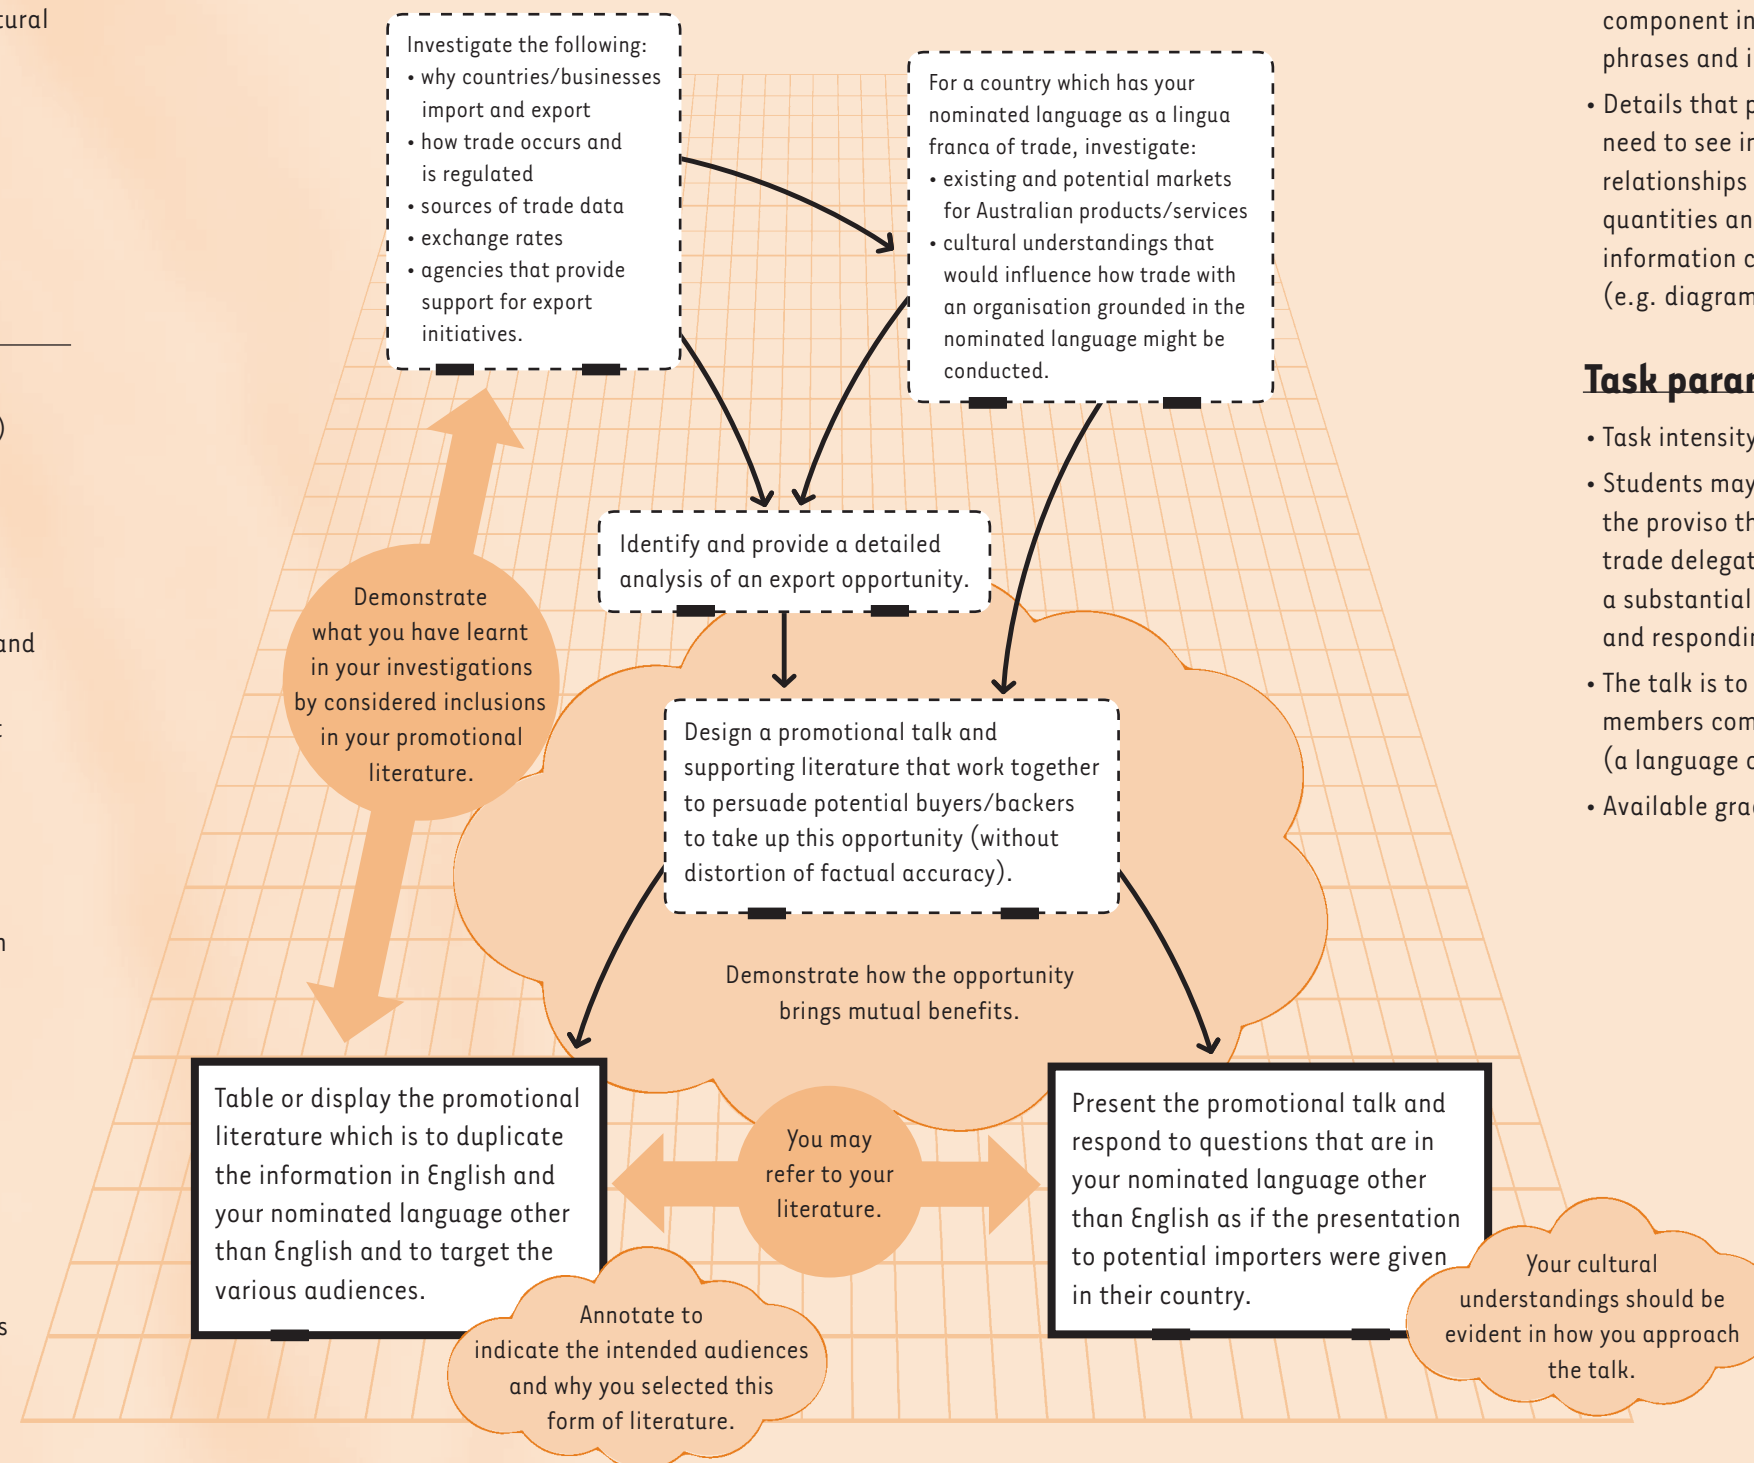 tural
)
and
t
n
s
Investigate the following:
• why countries/businesses
import and export
• how trade occurs and
is regulated
• sources of trade data
• exchange rates
• agencies that provide
support for export
initiatives.
For a country which has your
nominated language as a lingua
franca of trade, investigate:
• existing and potential markets
for Australian products/services
• cultural understandings that
would influence how trade with
an organisation grounded in the
nominated language might be
conducted.
Identify and provide a detailed
analysis of an export opportunity.
Demonstrate
what you have learnt
in your investigations
by considered inclusions
in your promotional
literature.
Design a promotional talk and
supporting literature that work together
to persuade potential buyers/backers
to take up this opportunity (without
distortion of factual accuracy).
Demonstrate how the opportunity
brings mutual benefits.
Table or display the promotional
literature which is to duplicate
the information in English and
your nominated language other
than English and to target the
various audiences.
You may
refer to your
literature.
Present the promotional talk and
respond to questions that are in
your nominated language other
than English as if the presentation
to potential importers were given
in their country.
Annotate to
indicate the intended audiences
and why you selected this
form of literature.
Your cultural
understandings should be
evident in how you approach
the talk.
component in
phrases and i
• Details that p
need to see in
relationships
quantities an
information c
(e.g. diagram
Task param
• Task intensity
• Students may
the proviso th
trade delegat
a substantial
and respondin
• The talk is to
members com
(a language o
• Available grad